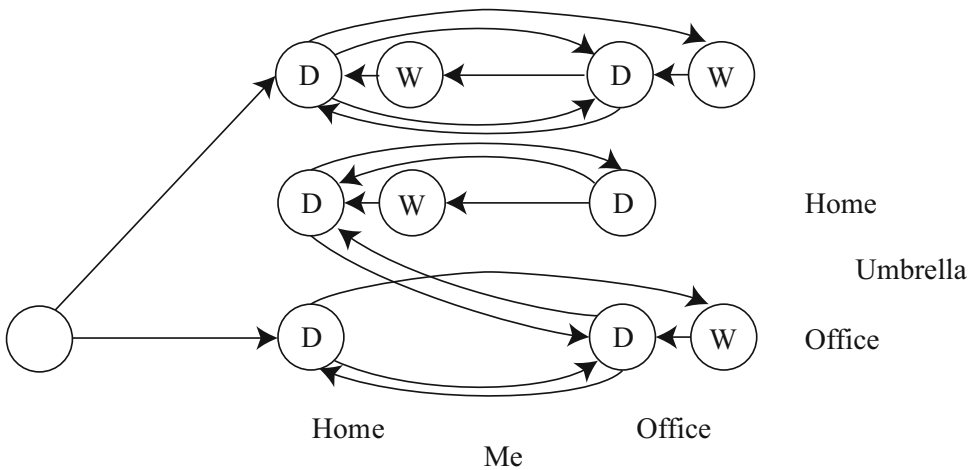 D W D W
D W D Home
Umbrella
D D W Office
Home Office
Me